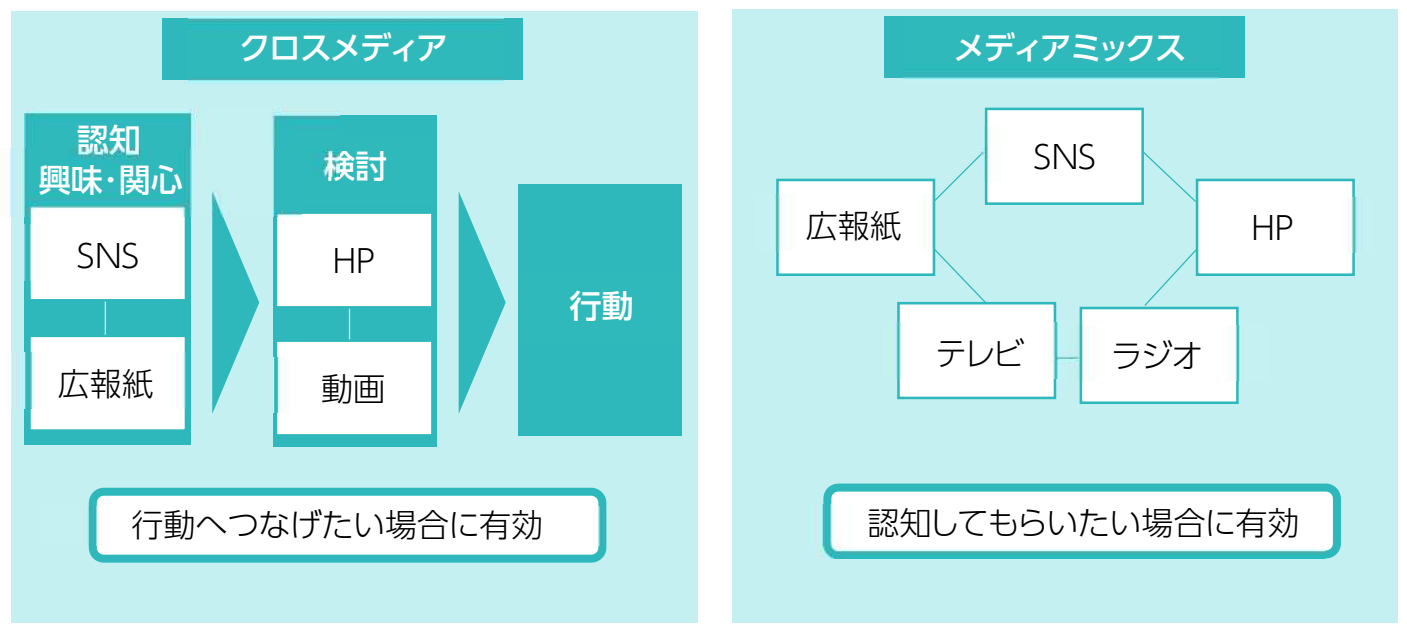 クロスメディア
認知
興味・関心
SNS
広報紙
検討
HP
動画
行動
行動へつなげたい場合に有効
メディアミックス
SNS
広報紙
HP
テレビ
ラジオ
認知してもらいたい場合に有効